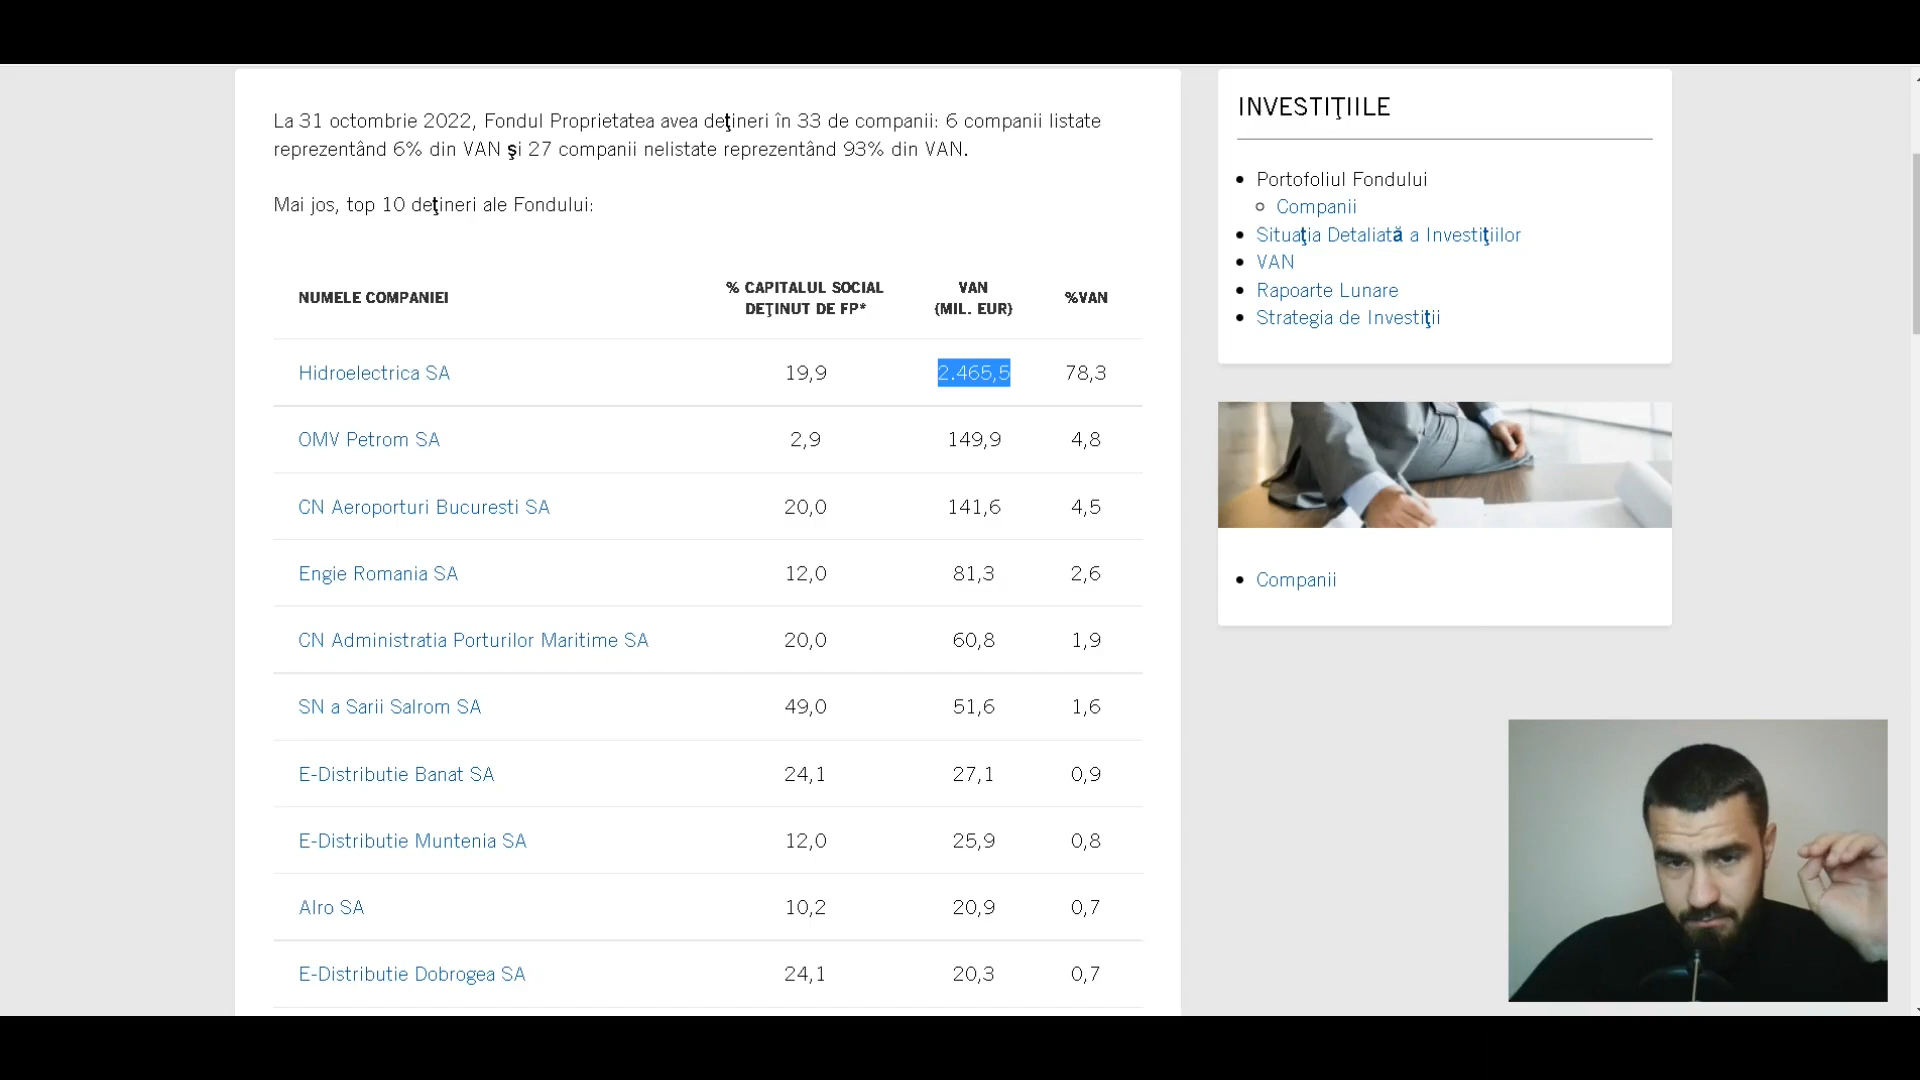 La 31 octombrie 2022, Fondul Proprietatea avea deţineri în 33 de companii: 6 companii listate
reprezentând 6% din VAN şi 27 companii nelistate reprezentând 93% din VAN.
Mai jos, top 10 deţineri ale Fondului:
NUMELE COMPANIEI % CAPITALUL SOCIAL DEŢINUT DE FP* VAN (MIL. EUR) %VAN
Hidroelectrica SA 19,9 2.465,5 78,3
OMV Petrom SA 2,9 149,9 4,8
CN Aeroporturi Bucuresti SA 20,0 141,6 4,5
Engie Romania SA 12,0 81,3 2,6
CN Administratia Porturilor Maritime SA 20,0 60,8 1,9
SN a Sarii Salrom SA 49,0 51,6 1,6
E-Distributie Banat SA 24,1 27,1 0,9
E-Distributie Muntenia SA 12,0 25,9 0,8
Alro SA 10,2 20,9 0,7
E-Distributie Dobrogea SA 24,1 20,3 0,7
INVESTIŢIILE
Portofoliul Fondului
Companii
Situaţia Detaliată a Investiţiilor
VAN
Rapoarte Lunare
Strategia de Investiţii
Companii